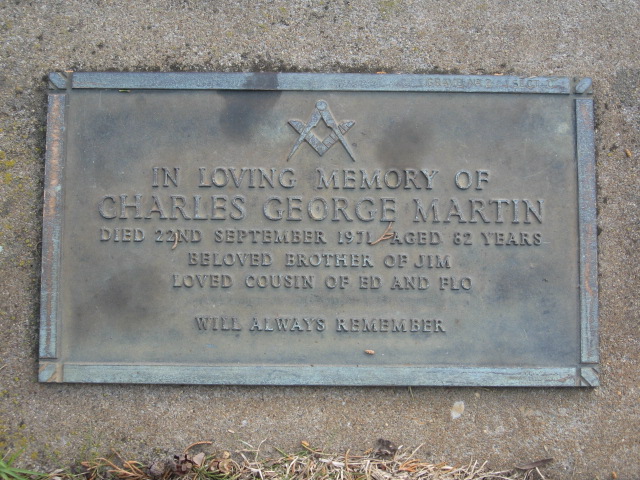 IN LOVING MEMORY OF
CHARLES GEORGE MARTIN
DIED 22ND SEPTEMBER 1971 AGED 82 YEARS
BELOVED BROTHER OF JIM
LOVED COUSIN OF ED AND FLO
WILL ALWAYS REMEMBER